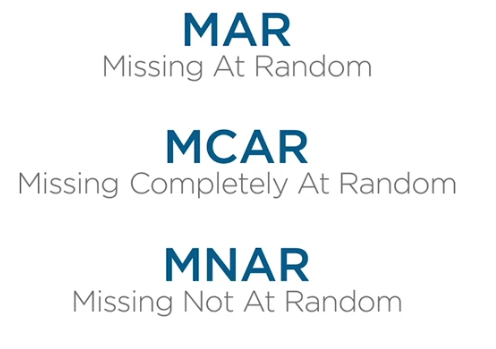 MAR
Missing At Random
MCAR
Missing Completely At Random
MNAR
Missing Not At Random